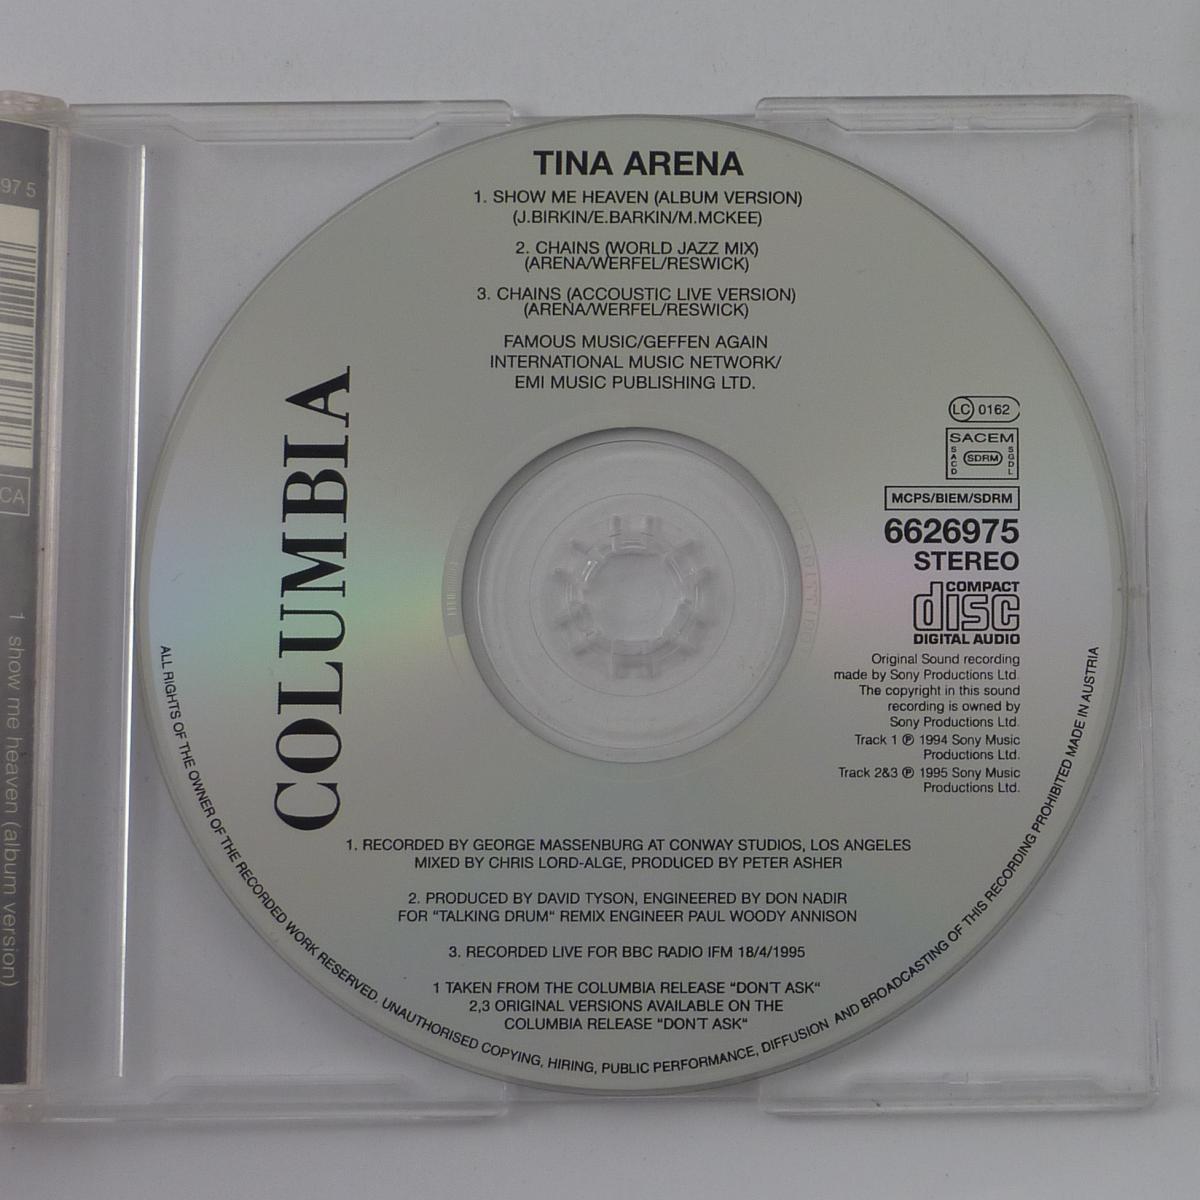 TINA ARENA
1. SHOW ME HEAVEN (ALBUM VERSION)
(J.BIRKIN/E.BARKIN/M.MCKEE)
2. CHAINS (WORLD JAZZ MIX)
(ARENA/WERFEL/RESWICK)
3. CHAINS (ACCOUSTIC LIVE VERSION)
(ARENA/WERFEL/RESWICK)
FAMOUS MUSIC/GEFFEN AGAIN
INTERNATIONAL MUSIC NETWORK/
EMI MUSIC PUBLISHING LTD.
COLUMBIA
LC 0162
SACEM
SACD SDRM SGDL
MCPS/BIEM/SDRM
6626975
STEREO
COMPACT
disc
DIGITAL AUDIO
Original Sound recording
made by Sony Productions Ltd.
The copyright in this sound
recording is owned by
Sony Productions Ltd.
Track 1 ℗ 1994 Sony Music
Productions Ltd.
Track 2&3 ℗ 1995 Sony Music
Productions Ltd.
1. RECORDED BY GEORGE MASSENBURG AT CONWAY STUDIOS, LOS ANGELES
MIXED BY CHRIS LORD-ALGE, PRODUCED BY PETER ASHER
2. PRODUCED BY DAVID TYSON, ENGINEERED BY DON NADIR
FOR "TALKING DRUM" REMIX ENGINEER PAUL WOODY ANNISON
3. RECORDED LIVE FOR BBC RADIO IFM 18/4/1995
1 TAKEN FROM THE COLUMBIA RELEASE "DON'T ASK"
2,3 ORIGINAL VERSIONS AVAILABLE ON THE
COLUMBIA RELEASE "DON'T ASK"
ALL RIGHTS OF THE OWNER OF THE RECORDED WORK RESERVED. UNAUTHORISED COPYING, HIRING, PUBLIC PERFORMANCE, DIFFUSION AND BROADCASTING OF THIS RECORDING PROHIBITED MADE IN AUSTRIA
97 5
CA
1 show me heaven (album version)